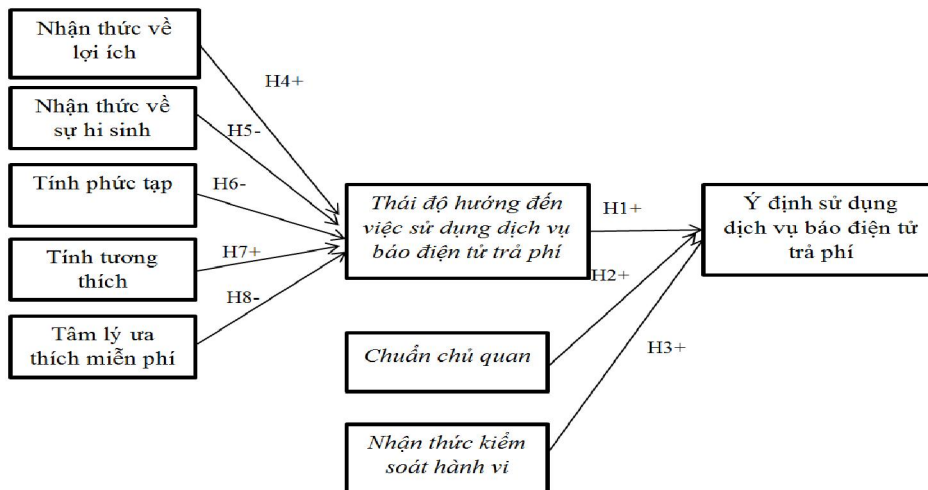 Nhận thức về
lợi ích
H4+
Nhận thức về
sự hi sinh
H5-
Tính phức tạp
H6-
Tính tương
thích
H7+
Tâm lý ưa
thích miễn phí
H8-
Thái độ hướng đến
việc sử dụng dịch vụ
báo điện tử trả phí
H1+
Ý định sử dụng
dịch vụ báo điện tử
trả phí
H2+
Chuẩn chủ quan
H3+
Nhận thức kiểm
soát hành vi